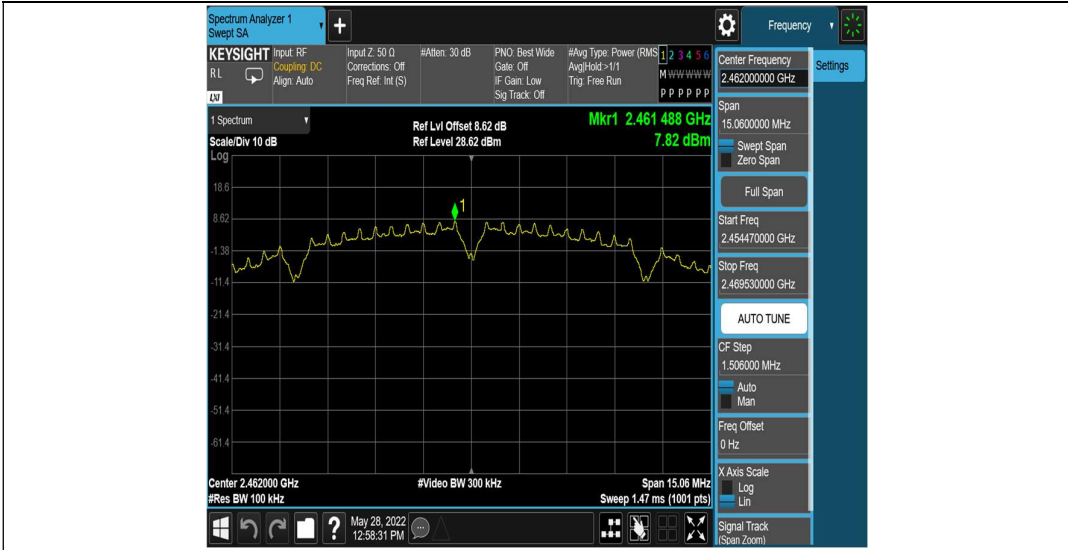 Spectrum Analyzer 1
Swept SA
Frequency
KEYSIGHT
RL
LXI
Input: RF
Coupling: DC
Align: Auto
Input Z: 50 Ω
Corrections: Off
Freq Ref: Int (S)
#Atten: 30 dB
PNO: Best Wide
Gate: Off
IF Gain: Low
Sig Track: Off
#Avg Type: Power (RMS
Avg|Hold:>1/1
Trig: Free Run
1 2 3 4 5 6
M W W W W W
P P P P P P
Center Frequency
2.462000000 GHz
Settings
Span
15.0600000 MHz
Swept Span
Zero Span
Full Span
Start Freq
2.454470000 GHz
Stop Freq
2.469530000 GHz
AUTO TUNE
CF Step
1.506000 MHz
Auto
Man
Freq Offset
0 Hz
X Axis Scale
Log
Lin
Signal Track
(Span Zoom)
1 Spectrum
Scale/Div 10 dB
Ref Lvl Offset 8.62 dB
Ref Level 28.62 dBm
Mkr1 2.461 488 GHz
7.82 dBm
Log
18.6
8.62
-1.38
-11.4
-21.4
-31.4
-41.4
-51.4
-61.4
1
Center 2.462000 GHz
#Video BW 300 kHz
Span 15.06 MHz
#Res BW 100 kHz
Sweep 1.47 ms (1001 pts)
?
May 28, 2022
12:58:31 PM